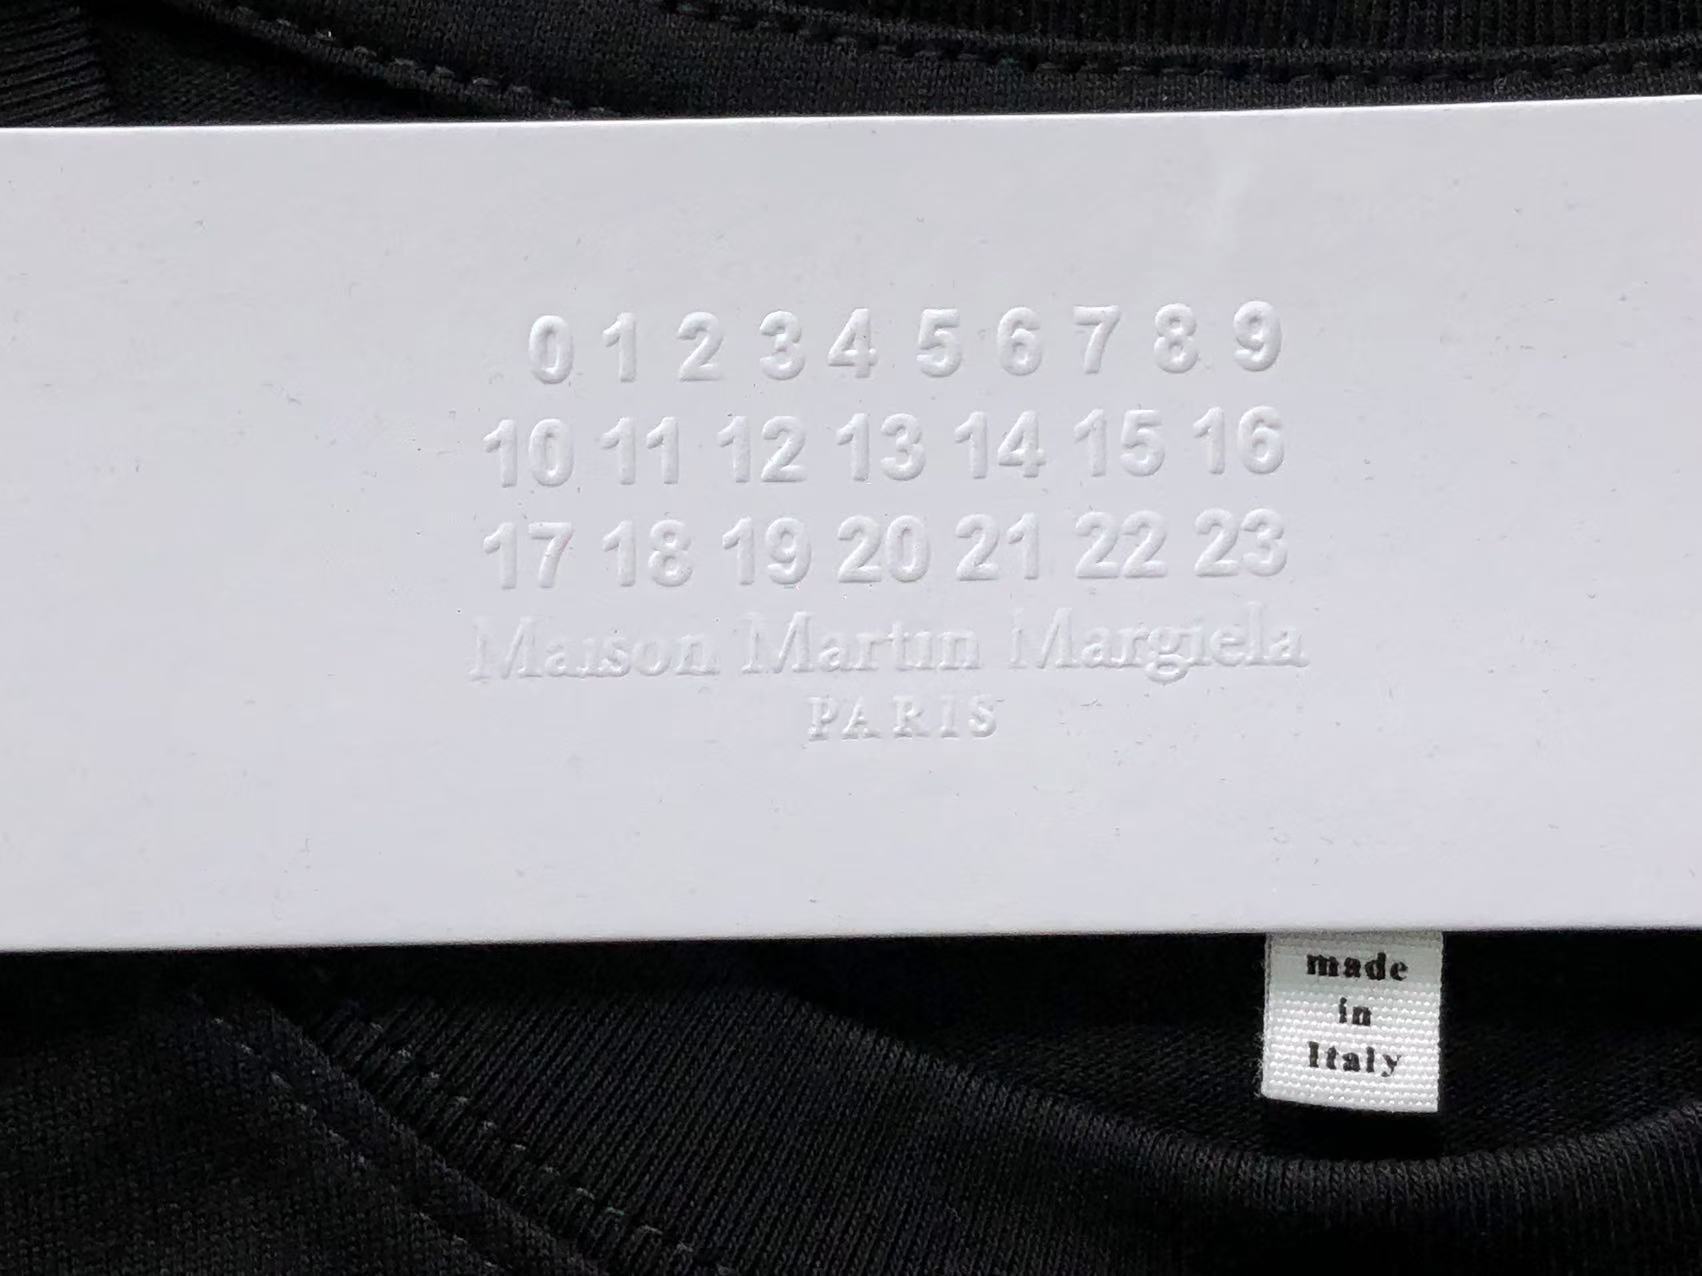 0 1 2 3 4 5 6 7 8 9
10 11 12 13 14 15 16
17 18 19 20 21 22 23
Maison Martin Margiela
PARIS
made
in
Italy